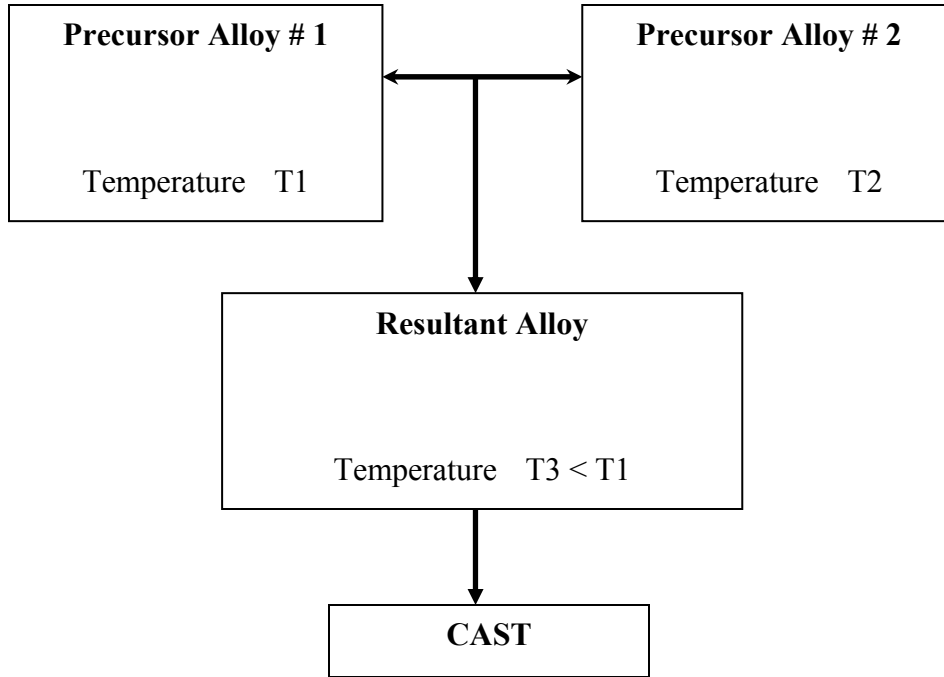 Precursor Alloy # 1
Temperature T1
Precursor Alloy # 2
Temperature T2
Resultant Alloy
Temperature T3 < T1
CAST